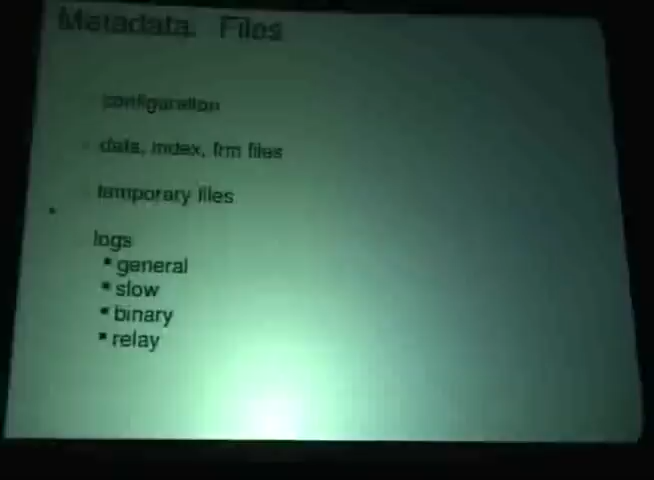 Metadata. Files
configuration
data, index, frm files
temporary files
logs
general
slow
binary
relay